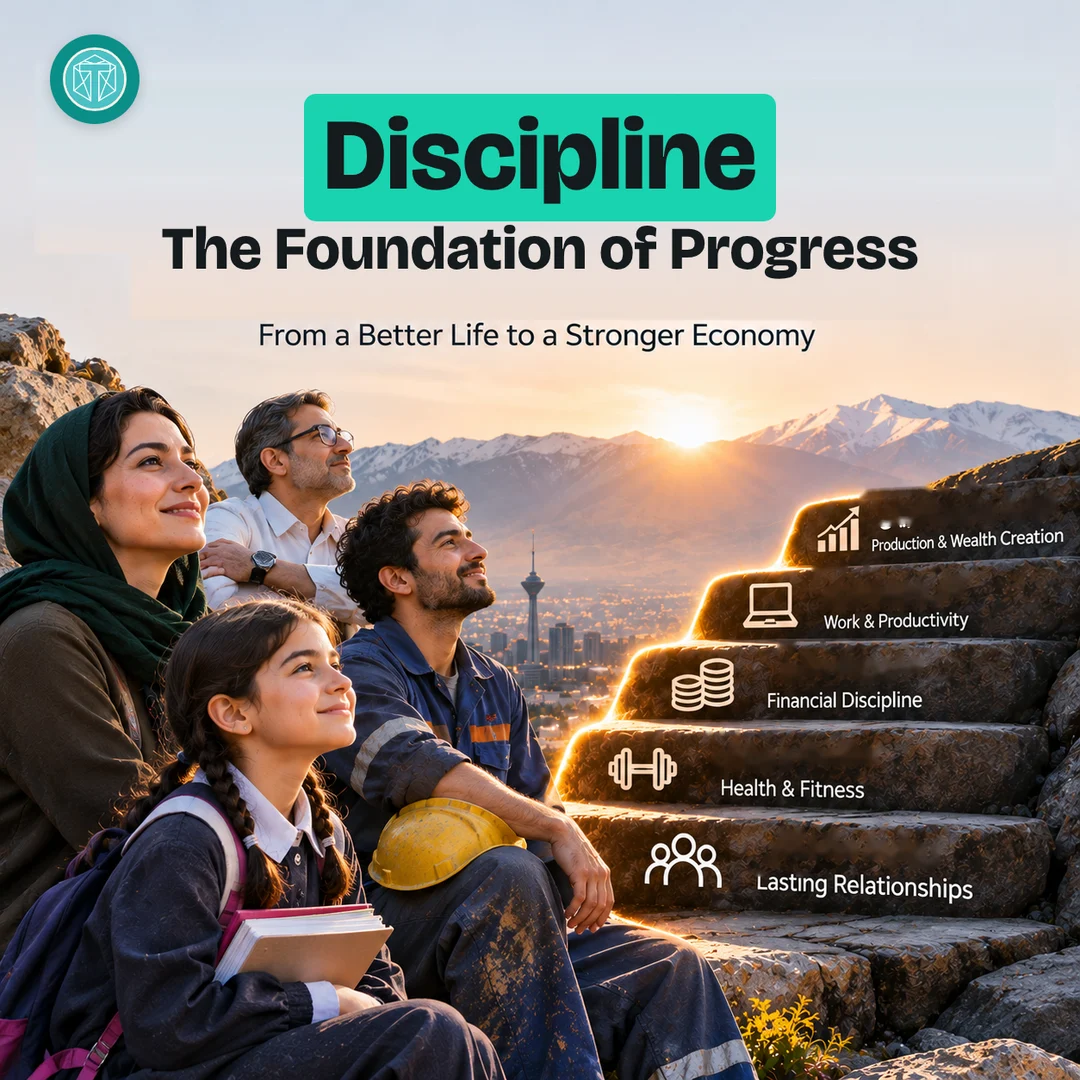 Discipline
The Foundation of Progress
From a Better Life to a Stronger Economy
Production & Wealth Creation
Work & Productivity
Financial Discipline
Health & Fitness
Lasting Relationships